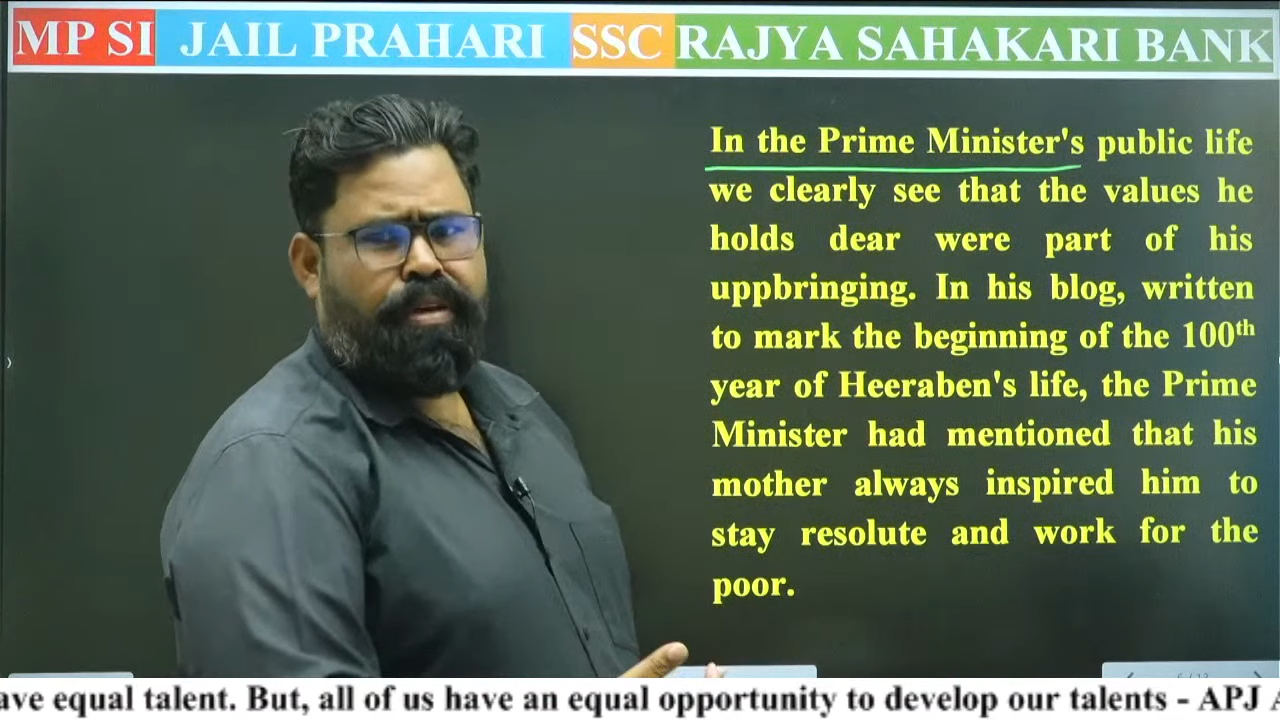 MP SI JAIL PRAHARI SSC RAJYA SAHAKARI BANK
In the Prime Minister's public life
we clearly see that the values he
holds dear were part of his
uppbringing. In his blog, written
to mark the beginning of the 100th
year of Heeraben's life, the Prime
Minister had mentioned that his
mother always inspired him to
stay resolute and work for the
poor.
equal talent. But, all of us have an equal opportunity to develop our talents - APJ